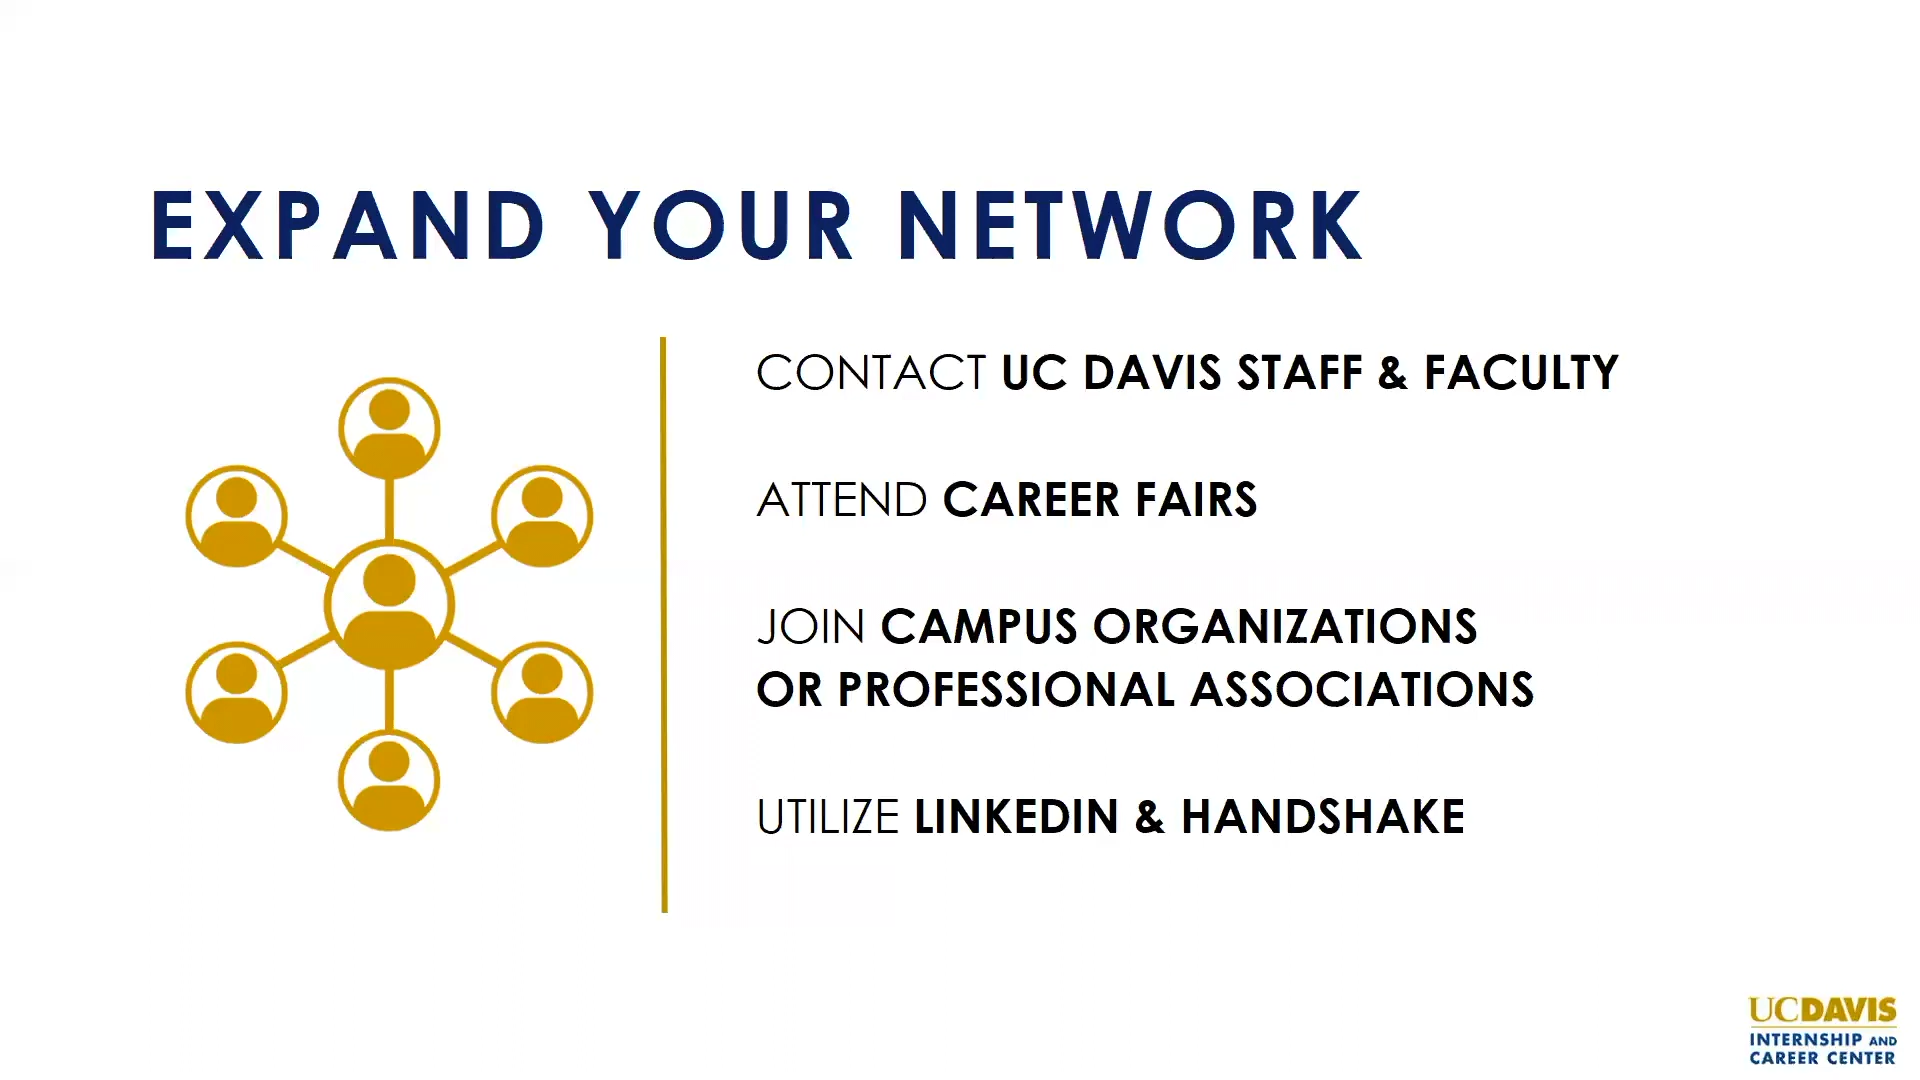 EXPAND YOUR NETWORK
CONTACT UC DAVIS STAFF & FACULTY
ATTEND CAREER FAIRS
JOIN CAMPUS ORGANIZATIONS
OR PROFESSIONAL ASSOCIATIONS
UTILIZE LINKEDIN & HANDSHAKE
UCDAVIS
INTERNSHIP AND
CAREER CENTER